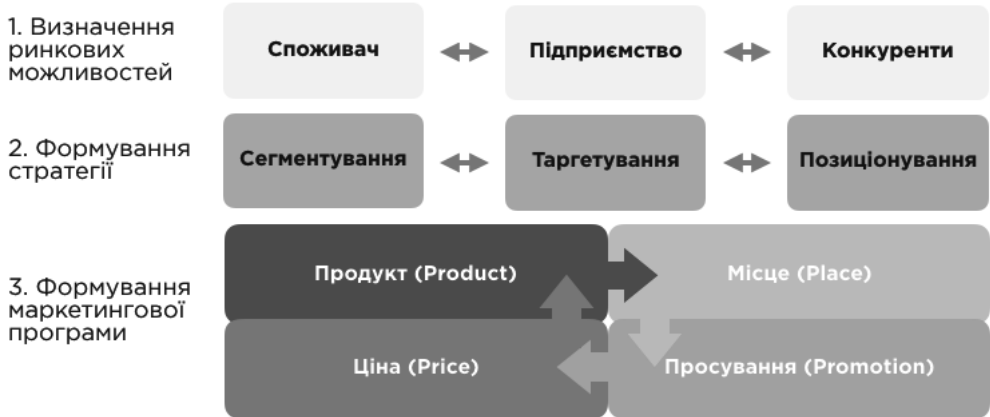 1. Визначення
ринкових
можливостей
Споживач
Підприємство
Конкуренти
2. Формування
стратегії
Сегментування
Таргетування
Позиціонування
3. Формування
маркетингової
програми
Продукт (Product)
Місце (Place)
Ціна (Price)
Просування (Promotion)